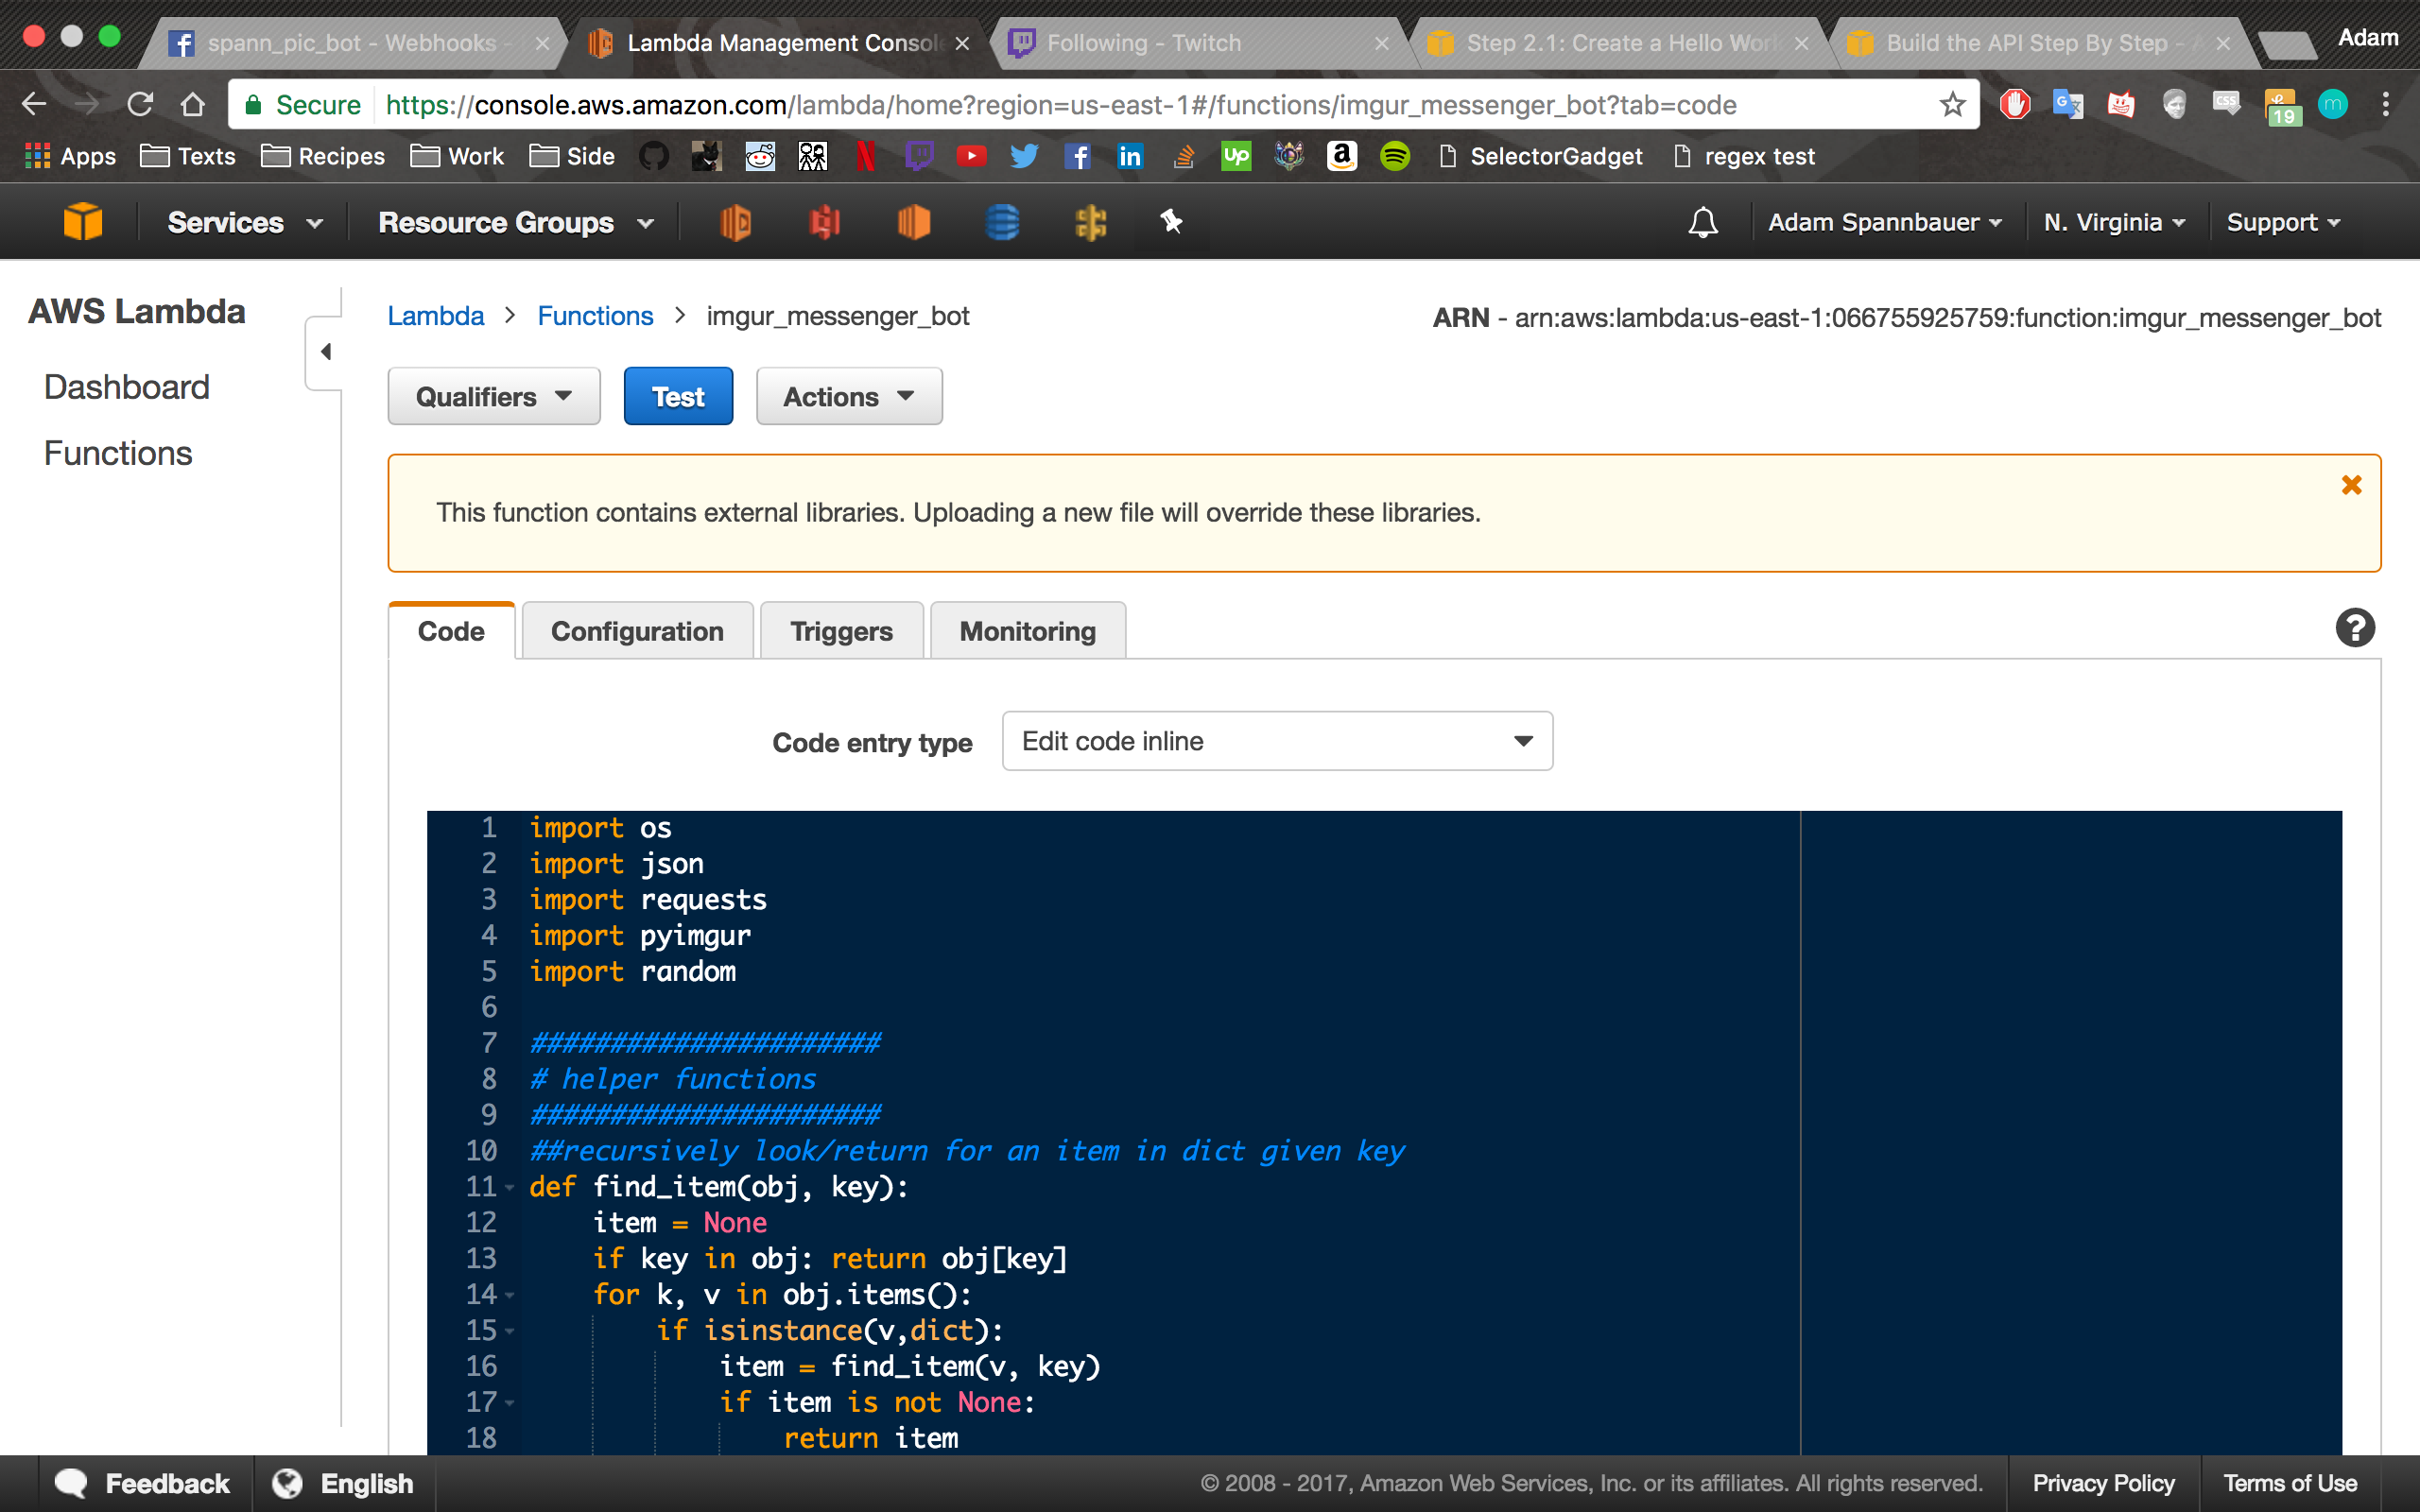 spann_pic_bot - Webhooks -
Lambda Management Console
Following - Twitch
Step 2.1: Create a Hello Worl
Build the API Step By Step - A
Adam
Secure https://console.aws.amazon.com/lambda/home?region=us-east-1#/functions/imgur_messenger_bot?tab=code
19
m
Apps Texts Recipes Work Side SelectorGadget regex test
Services Resource Groups Adam Spannbauer N. Virginia Support
AWS Lambda
Dashboard
Functions
Lambda > Functions > imgur_messenger_bot
ARN - arn:aws:lambda:us-east-1:066755925759:function:imgur_messenger_bot
Qualifiers Test Actions
This function contains external libraries. Uploading a new file will override these libraries.
Code Configuration Triggers Monitoring
Code entry type Edit code inline
1 import os
2 import json
3 import requests
4 import pyimgur
5 import random
6
7 ######################
8 # helper functions
9 ######################
10 ##recursively look/return for an item in dict given key
11 def find_item(obj, key):
12 item = None
13 if key in obj: return obj[key]
14 for k, v in obj.items():
15 if isinstance(v,dict):
16 item = find_item(v, key)
17 if item is not None:
18 return item
Feedback English © 2008 - 2017, Amazon Web Services, Inc. or its affiliates. All rights reserved. Privacy Policy Terms of Use